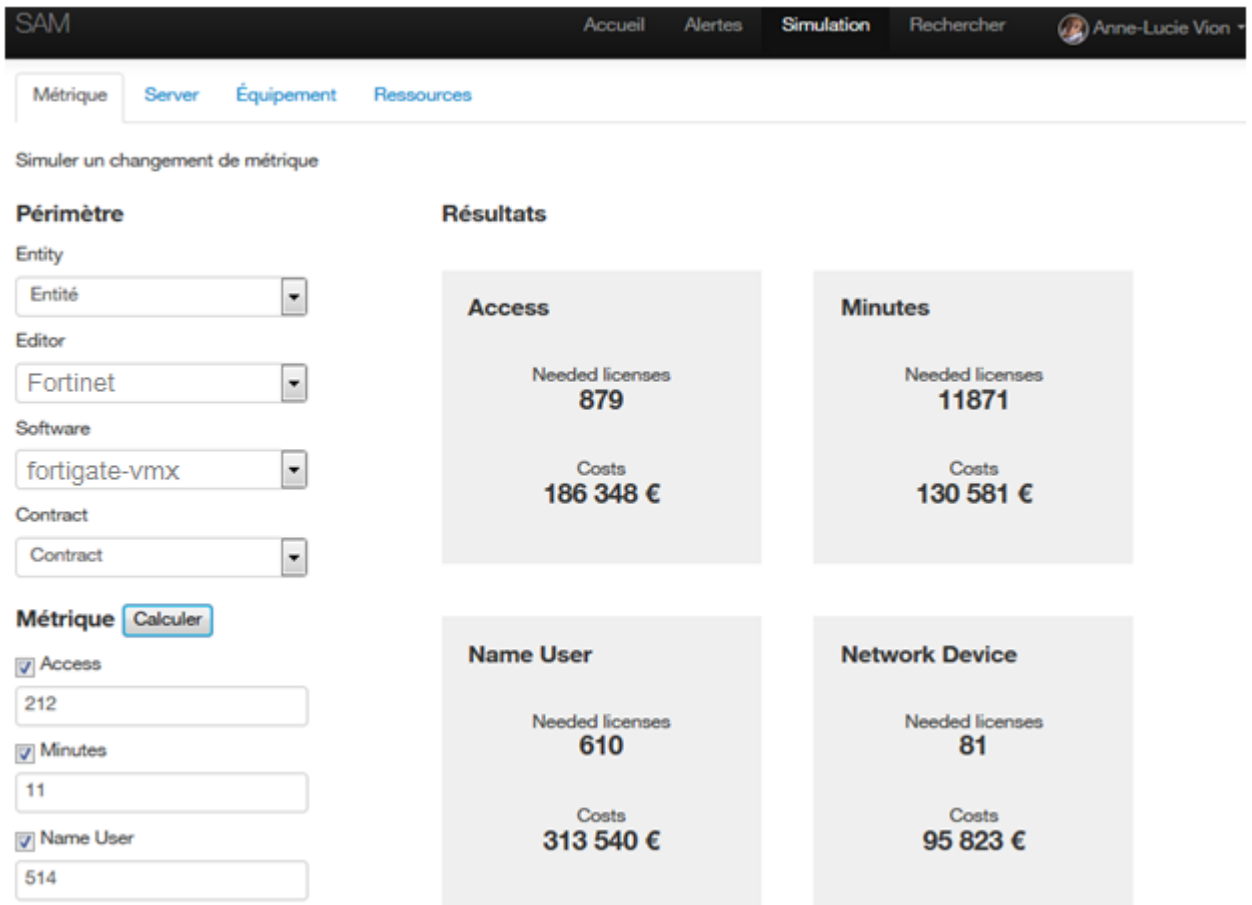 SAM
Accueil Alertes Simulation Rechercher Anne-Lucie Vion
Métrique Server Équipement Ressources
Simuler un changement de métrique
Périmètre
Entity
Entité
Editor
Fortinet
Software
fortigate-vmx
Contract
Contract
Métrique Calculer
Access
212
Minutes
11
Name User
514
Résultats
Access
Needed licenses
879
Costs
186 348 €
Minutes
Needed licenses
11871
Costs
130 581 €
Name User
Needed licenses
610
Costs
313 540 €
Network Device
Needed licenses
81
Costs
95 823 €